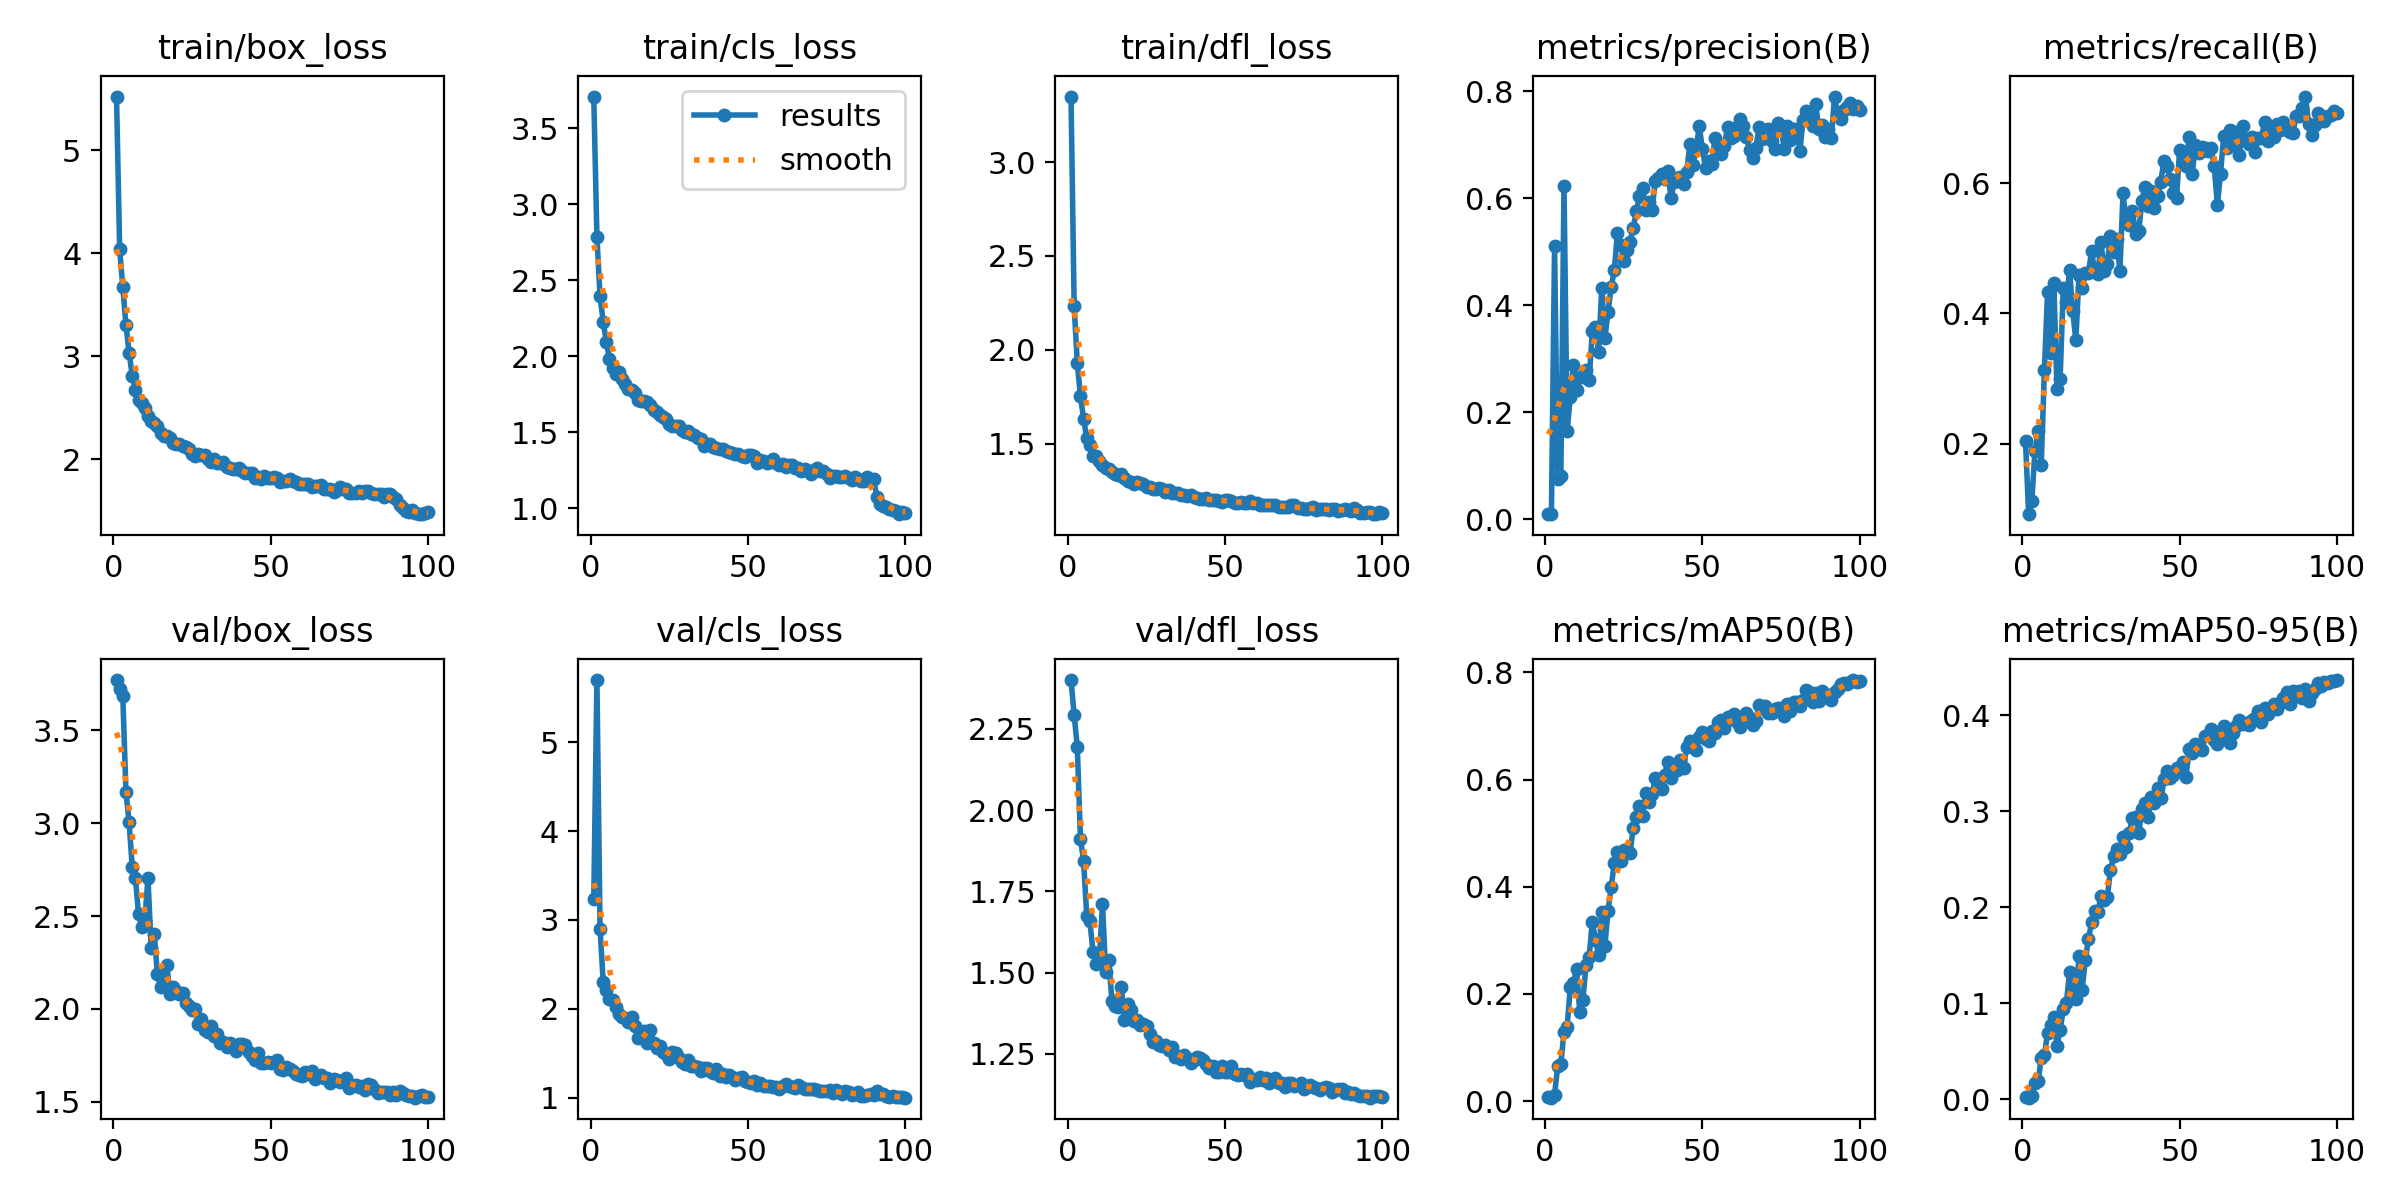 train/box_loss
train/cls_loss
train/dfl_loss
metrics/precision(B)
metrics/recall(B)
5
4
3
2
0 50 100
3.5
3.0
2.5
2.0
1.5
1.0
results
smooth
0 50 100
3.0
2.5
2.0
1.5
0 50 100
0.8
0.6
0.4
0.2
0.0
0 50 100
0.6
0.4
0.2
0 50 100
val/box_loss
val/cls_loss
val/dfl_loss
metrics/mAP50(B)
metrics/mAP50-95(B)
3.5
3.0
2.5
2.0
1.5
0 50 100
5
4
3
2
1
0 50 100
2.25
2.00
1.75
1.50
1.25
0 50 100
0.8
0.6
0.4
0.2
0.0
0 50 100
0.4
0.3
0.2
0.1
0.0
0 50 100